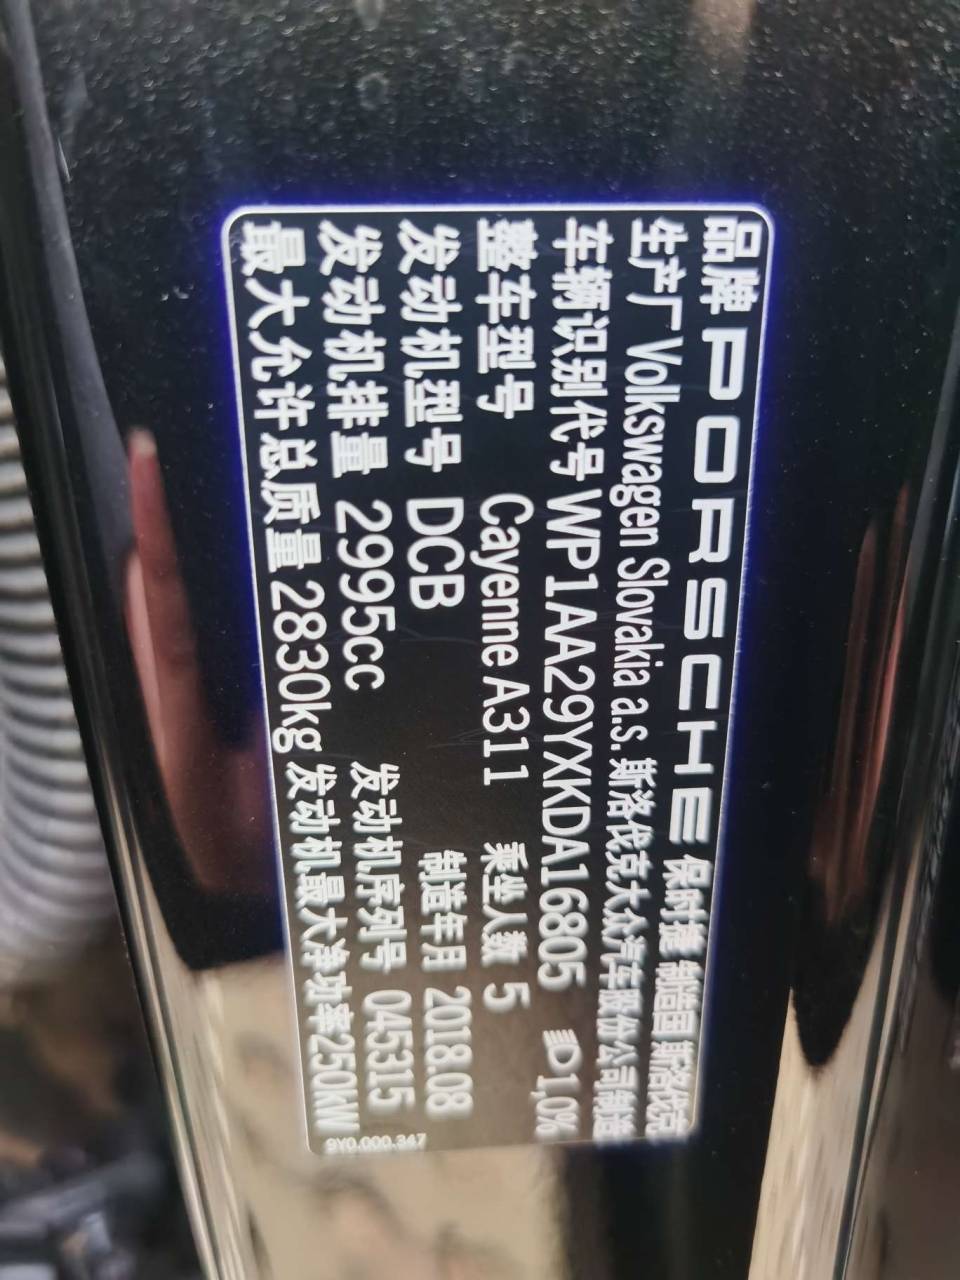 品牌 PORSCHE 保时捷 制造国 斯洛伐克
生产厂 Volkswagen Slovakia a.s. 斯洛伐克大众汽车股份公司制造
车辆识别代号 WP1AA29YXKDA16805 1,0%
整车型号 Cayenne A311 乘坐人数 5
发动机型号 DCB 制造年月 2018.08
发动机排量 2995cc 发动机序列号 045315
最大允许总质量 2830kg 发动机最大净功率 250kW
9Y0.000.347